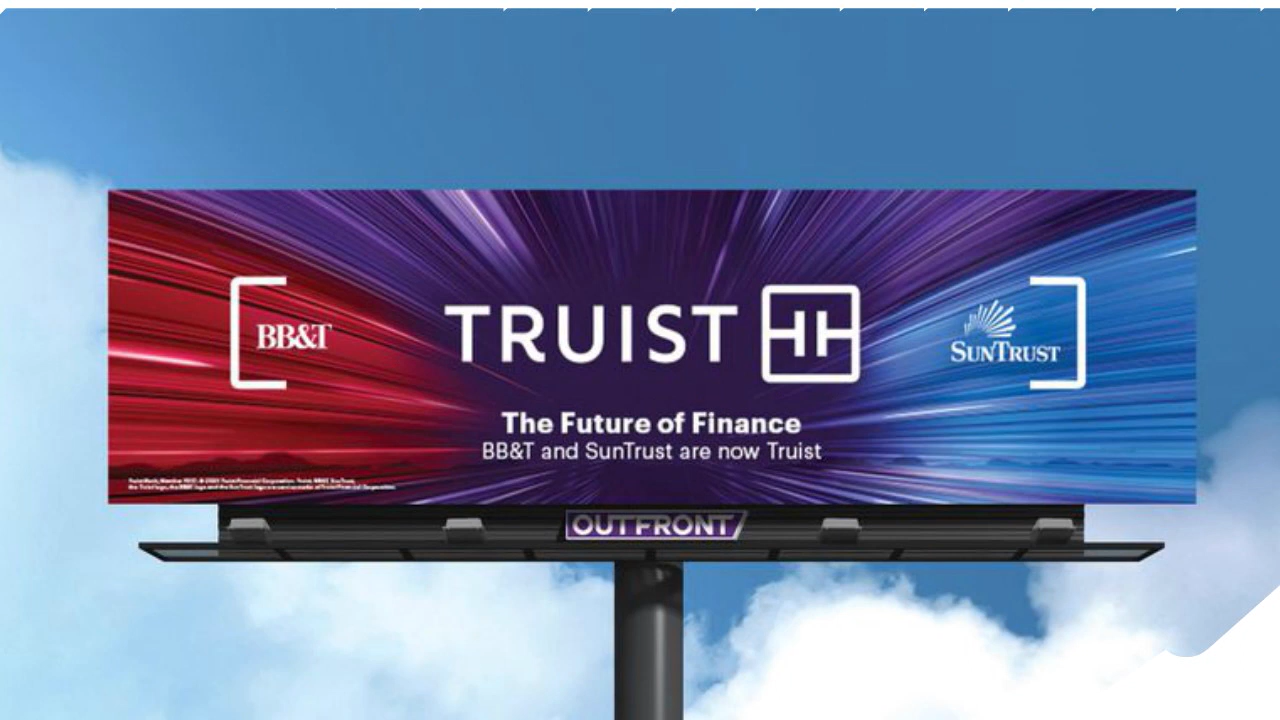 BB&T
TRUIST
SUNTRUST
The Future of Finance
BB&T and SunTrust are now Truist
OUTFRONT